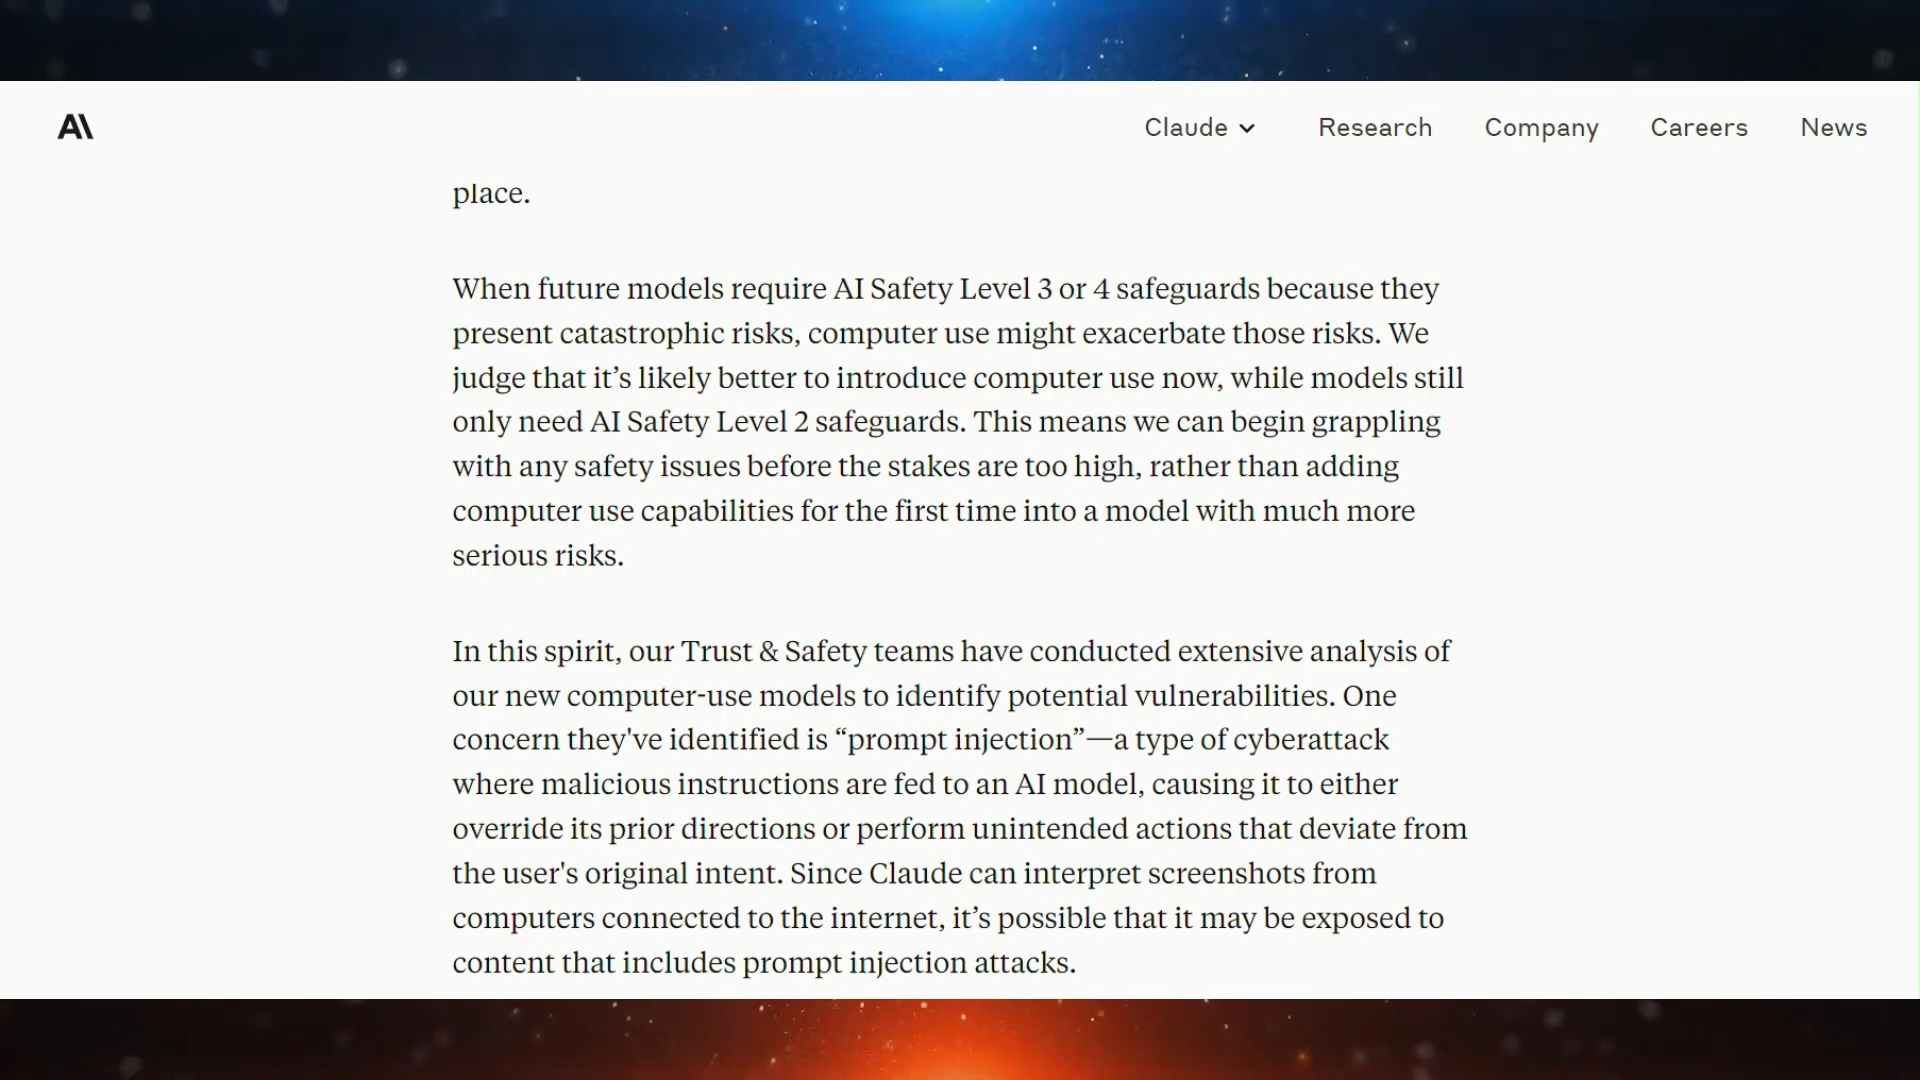 A\
Claude
Research
Company
Careers
News
place.
When future models require AI Safety Level 3 or 4 safeguards because they
present catastrophic risks, computer use might exacerbate those risks. We
judge that it’s likely better to introduce computer use now, while models still
only need AI Safety Level 2 safeguards. This means we can begin grappling
with any safety issues before the stakes are too high, rather than adding
computer use capabilities for the first time into a model with much more
serious risks.
In this spirit, our Trust & Safety teams have conducted extensive analysis of
our new computer-use models to identify potential vulnerabilities. One
concern they've identified is “prompt injection”—a type of cyberattack
where malicious instructions are fed to an AI model, causing it to either
override its prior directions or perform unintended actions that deviate from
the user's original intent. Since Claude can interpret screenshots from
computers connected to the internet, it’s possible that it may be exposed to
content that includes prompt injection attacks.